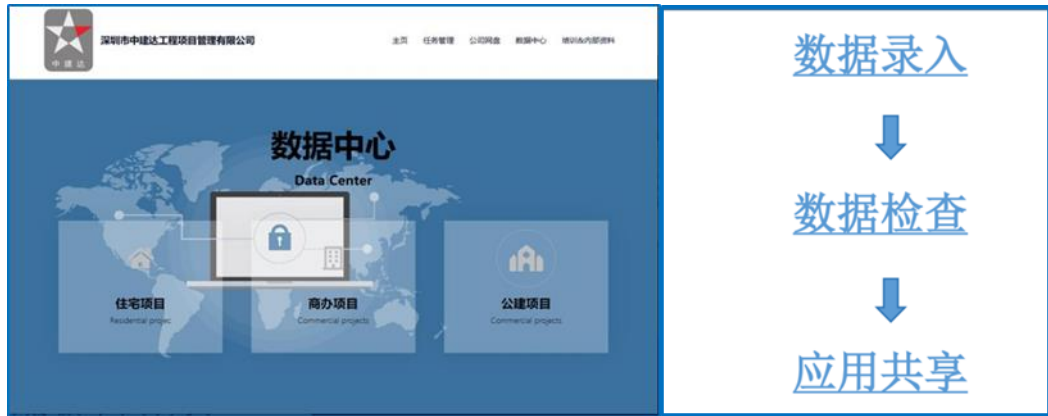 深圳市中建达工程项目管理有限公司
中建达
主页 任务管理 公司网盘 数据中心 培训&内部资料
数据中心
Data Center
住宅项目
Residential projec
商办项目
Commercial projects
公建项目
Commercial projects
数据录入
数据检查
应用共享